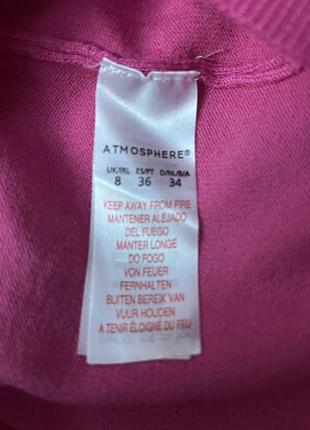 ATMOSPHERE®
UK/IRL ES/PT D/NL/B/A
8 36 34
KEEP AWAY FROM FIRE
MANTENER ALEJADO
DEL FUEGO
MANTER LONGE
DO FOGO
VON FEUER
FERNHALTEN
BUITEN BEREIK VAN
VUUR HOUDEN
A TENIR ÉLOIGNÉ DU FEU